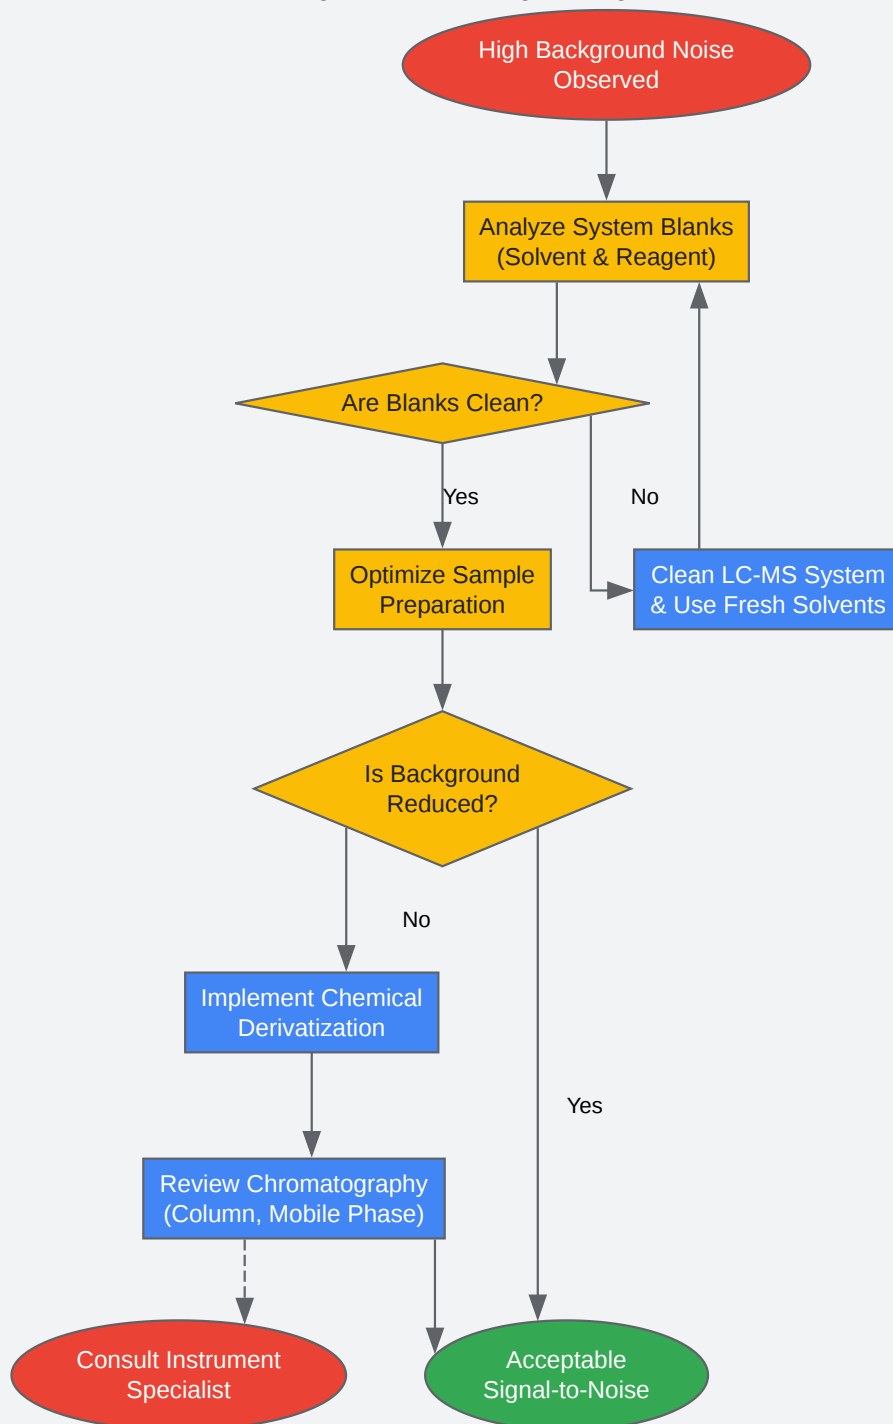 High Background Noise
Observed
Analyze System Blanks
(Solvent & Reagent)
Are Blanks Clean?
Yes
No
Optimize Sample
Preparation
Clean LC-MS System
& Use Fresh Solvents
Is Background
Reduced?
No
Implement Chemical
Derivatization
Yes
Review Chromatography
(Column, Mobile Phase)
Consult Instrument
Specialist
Acceptable
Signal-to-Noise